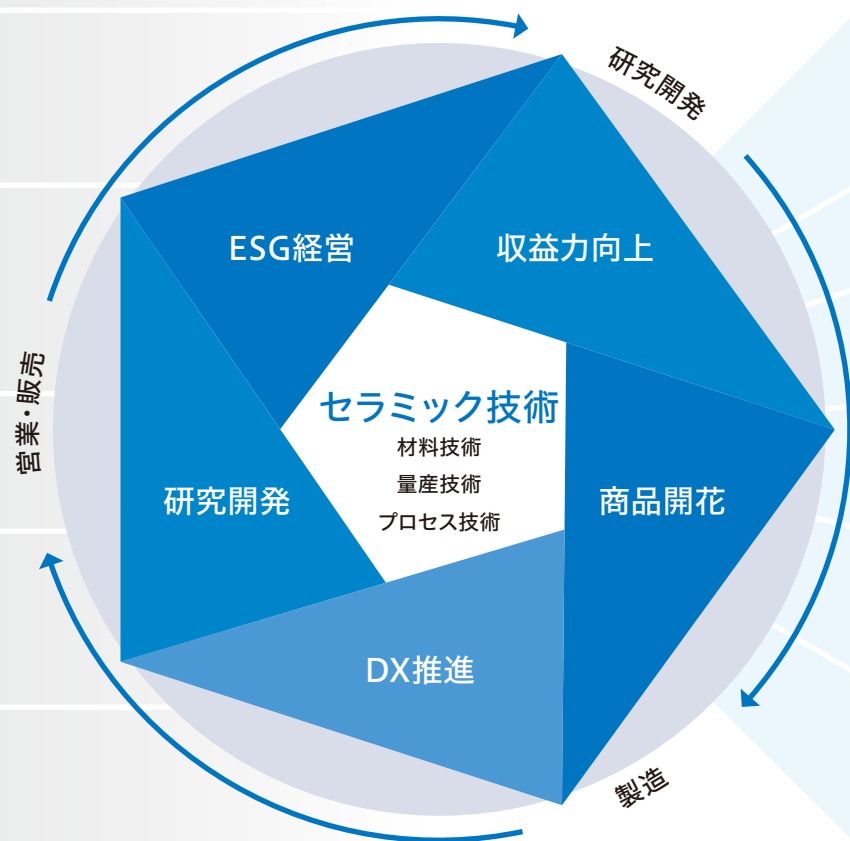 研究開発
ESG経営
収益力向上
営業・販売
セラミック技術
材料技術
量産技術
プロセス技術
研究開発
商品開花
DX推進
製造